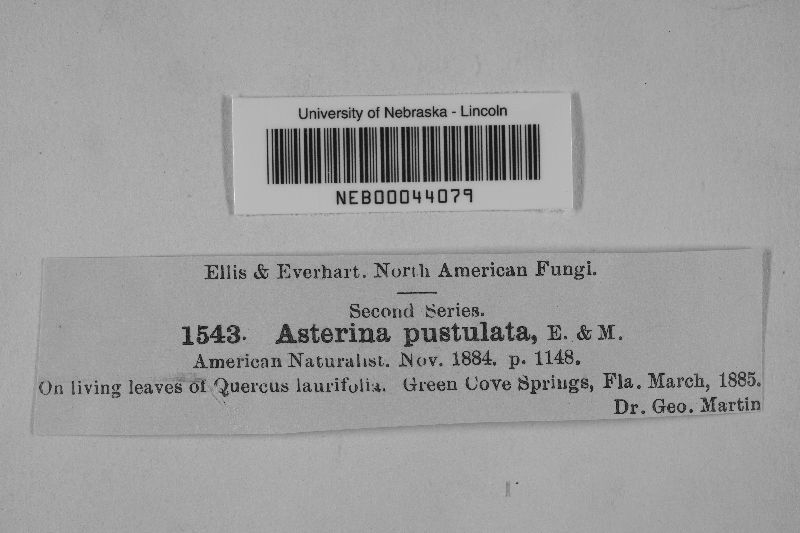 University of Nebraska - Lincoln
NEB00044079
Ellis & Everhart. North American Fungi.
Second Series.
1543. Asterina pustulata, E. & M.
American Naturalist. Nov. 1884. p. 1148.
On living leaves of Quercus laurifolia. Green Cove Springs, Fla. March, 1885.
Dr. Geo. Martin